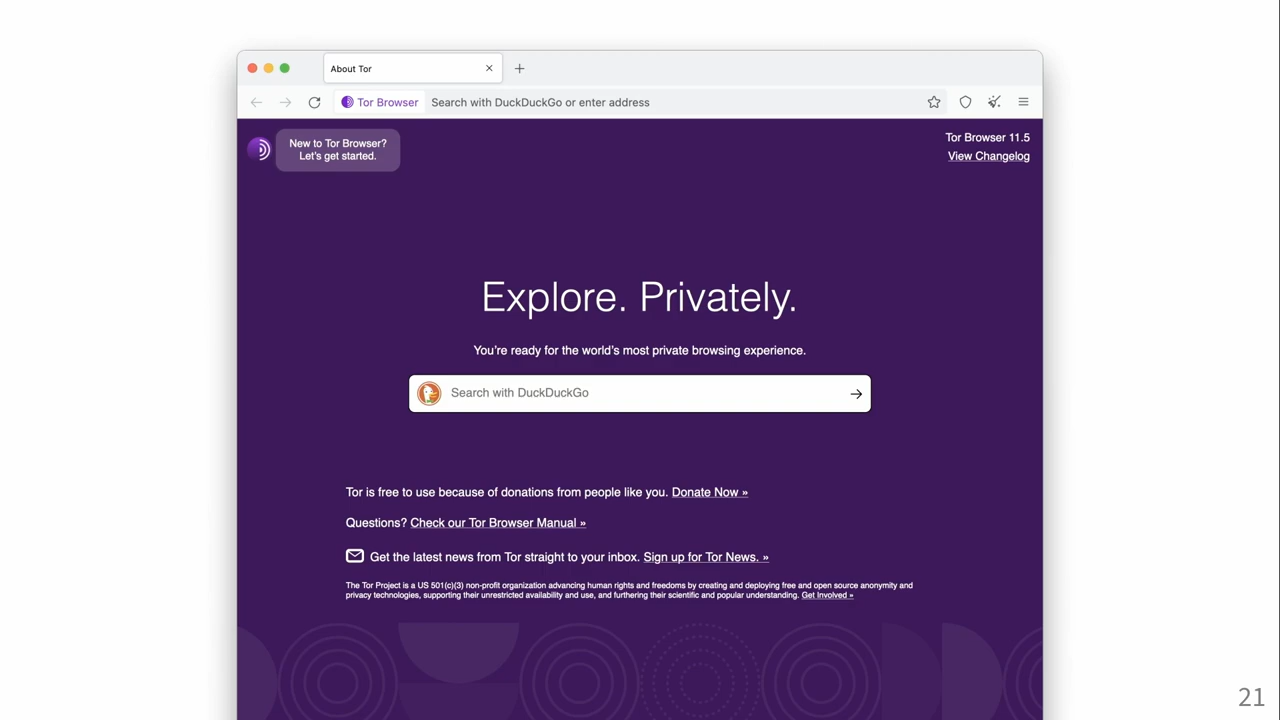 About Tor
Tor Browser Search with DuckDuckGo or enter address
New to Tor Browser?
Let's get started.
Tor Browser 11.5
View Changelog
Explore. Privately.
You're ready for the world's most private browsing experience.
Search with DuckDuckGo
Tor is free to use because of donations from people like you. Donate Now »
Questions? Check our Tor Browser Manual »
Get the latest news from Tor straight to your inbox. Sign up for Tor News. »
The Tor Project is a US 501(c)(3) non-profit organization advancing human rights and freedoms by creating and deploying free and open source anonymity and
privacy technologies, supporting their unrestricted availability and use, and furthering their scientific and popular understanding. Get Involved »
21